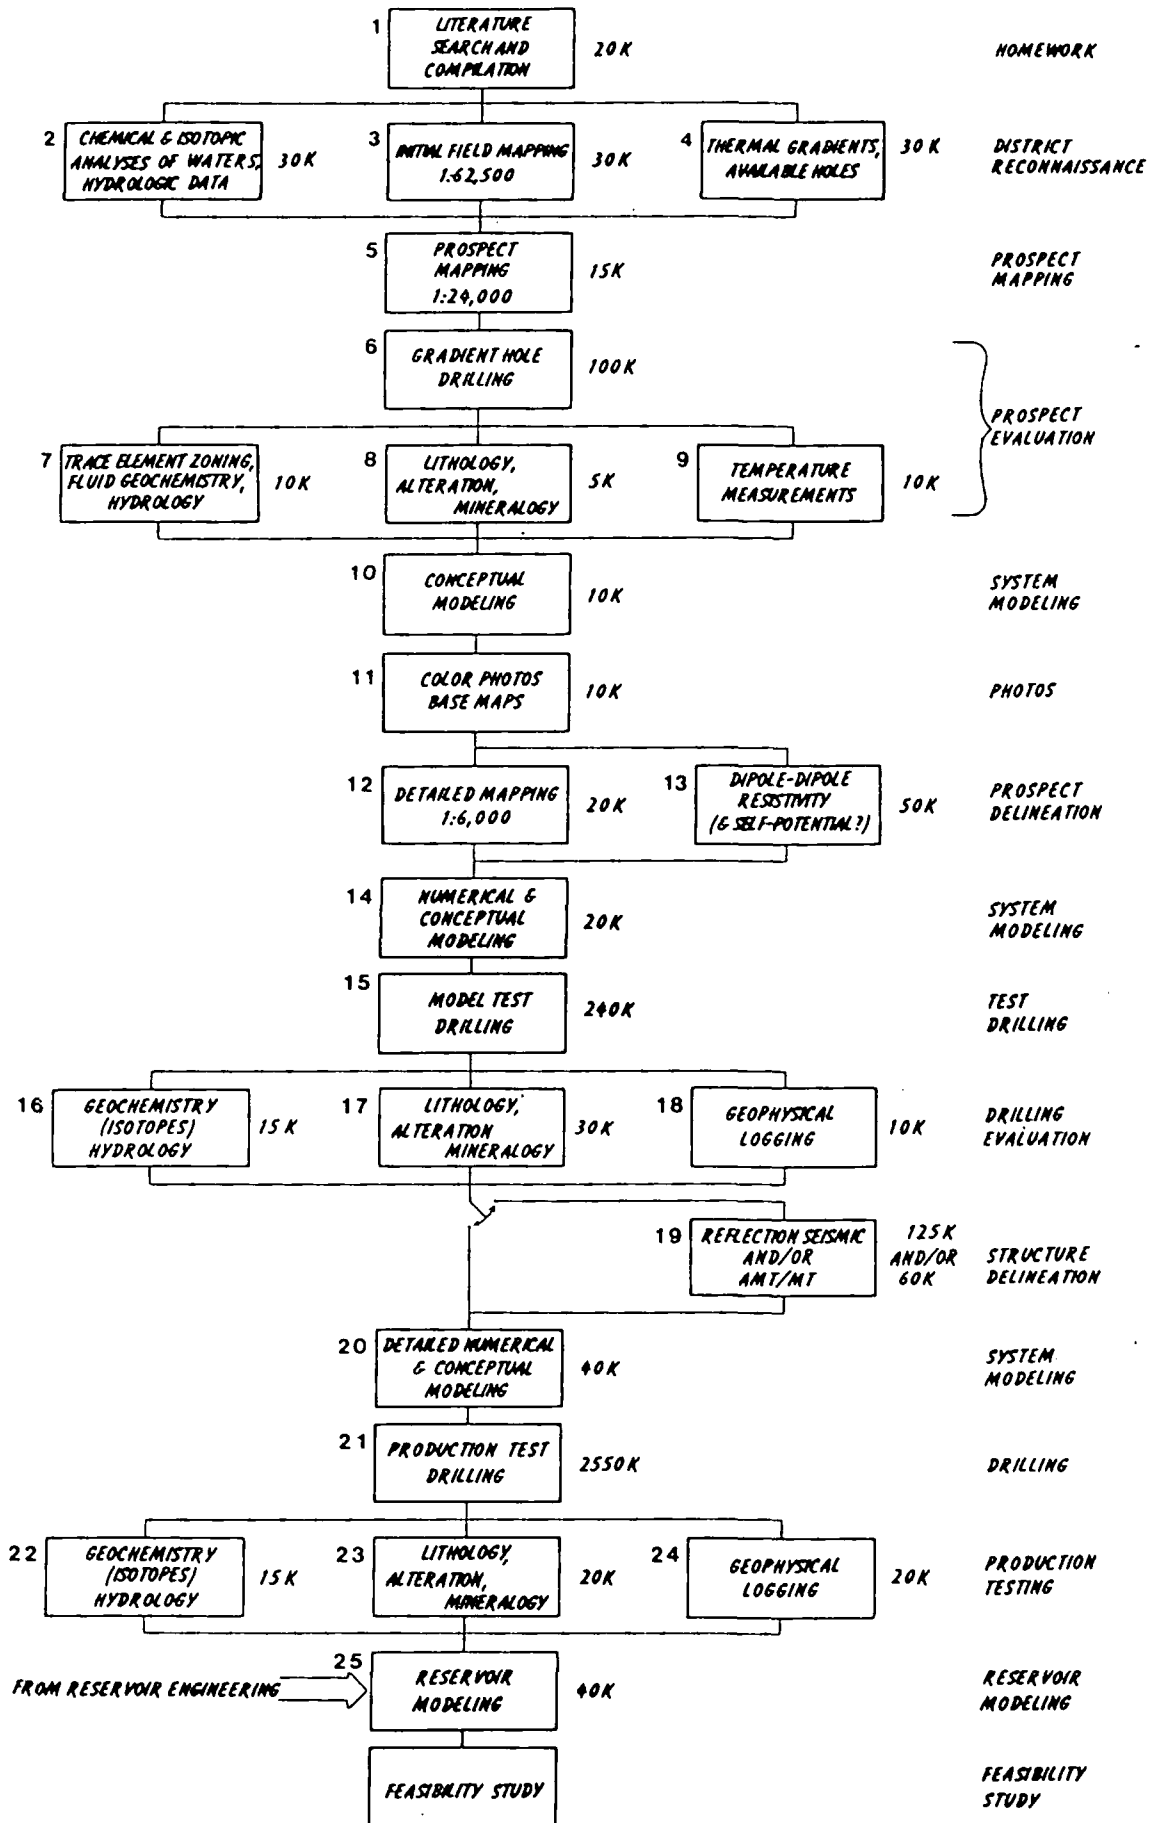 1
LITERATURE
SEARCH AND
COMPILATION
20K
HOMEWORK
2
CHEMICAL & ISOTOPIC
ANALYSES OF WATERS,
HYDROLOGIC DATA
30K
3
INITIAL FIELD MAPPING
1:62,500
30K
4
THERMAL GRADIENTS,
AVAILABLE HOLES
30K
DISTRICT
RECONNAISSANCE
5
PROSPECT
MAPPING
1:24,000
15K
PROSPECT
MAPPING
6
GRADIENT HOLE
DRILLING
100K
PROSPECT
EVALUATION
7
TRACE ELEMENT ZONING,
FLUID GEOCHEMISTRY,
HYDROLOGY
10K
8
LITHOLOGY,
ALTERATION,
MINERALOGY
5K
9
TEMPERATURE
MEASUREMENTS
10K
10
CONCEPTUAL
MODELING
10K
SYSTEM
MODELING
11
COLOR PHOTOS
BASE MAPS
10K
PHOTOS
12
DETAILED MAPPING
1:6,000
20K
13
DIPOLE-DIPOLE
RESISTIVITY
(& SELF-POTENTIAL?)
50K
PROSPECT
DELINEATION
14
NUMERICAL &
CONCEPTUAL
MODELING
20K
SYSTEM
MODELING
15
MODEL TEST
DRILLING
240K
TEST
DRILLING
16
GEOCHEMISTRY
(ISOTOPES)
HYDROLOGY
15K
17
LITHOLOGY,
ALTERATION
MINERALOGY
30K
18
GEOPHYSICAL
LOGGING
10K
DRILLING
EVALUATION
19
REFLECTION SEISMIC
AND/OR
AMT/MT
125K
AND/OR
60K
STRUCTURE
DELINEATION
20
DETAILED NUMERICAL
& CONCEPTUAL
MODELING
40K
SYSTEM
MODELING
21
PRODUCTION TEST
DRILLING
2550K
DRILLING
22
GEOCHEMISTRY
(ISOTOPES)
HYDROLOGY
15K
23
LITHOLOGY,
ALTERATION,
MINERALOGY
20K
24
GEOPHYSICAL
LOGGING
20K
PRODUCTION
TESTING
FROM RESERVOIR ENGINEERING
25
RESERVOIR
MODELING
40K
RESERVOIR
MODELING
FEASIBILITY STUDY
FEASIBILITY
STUDY